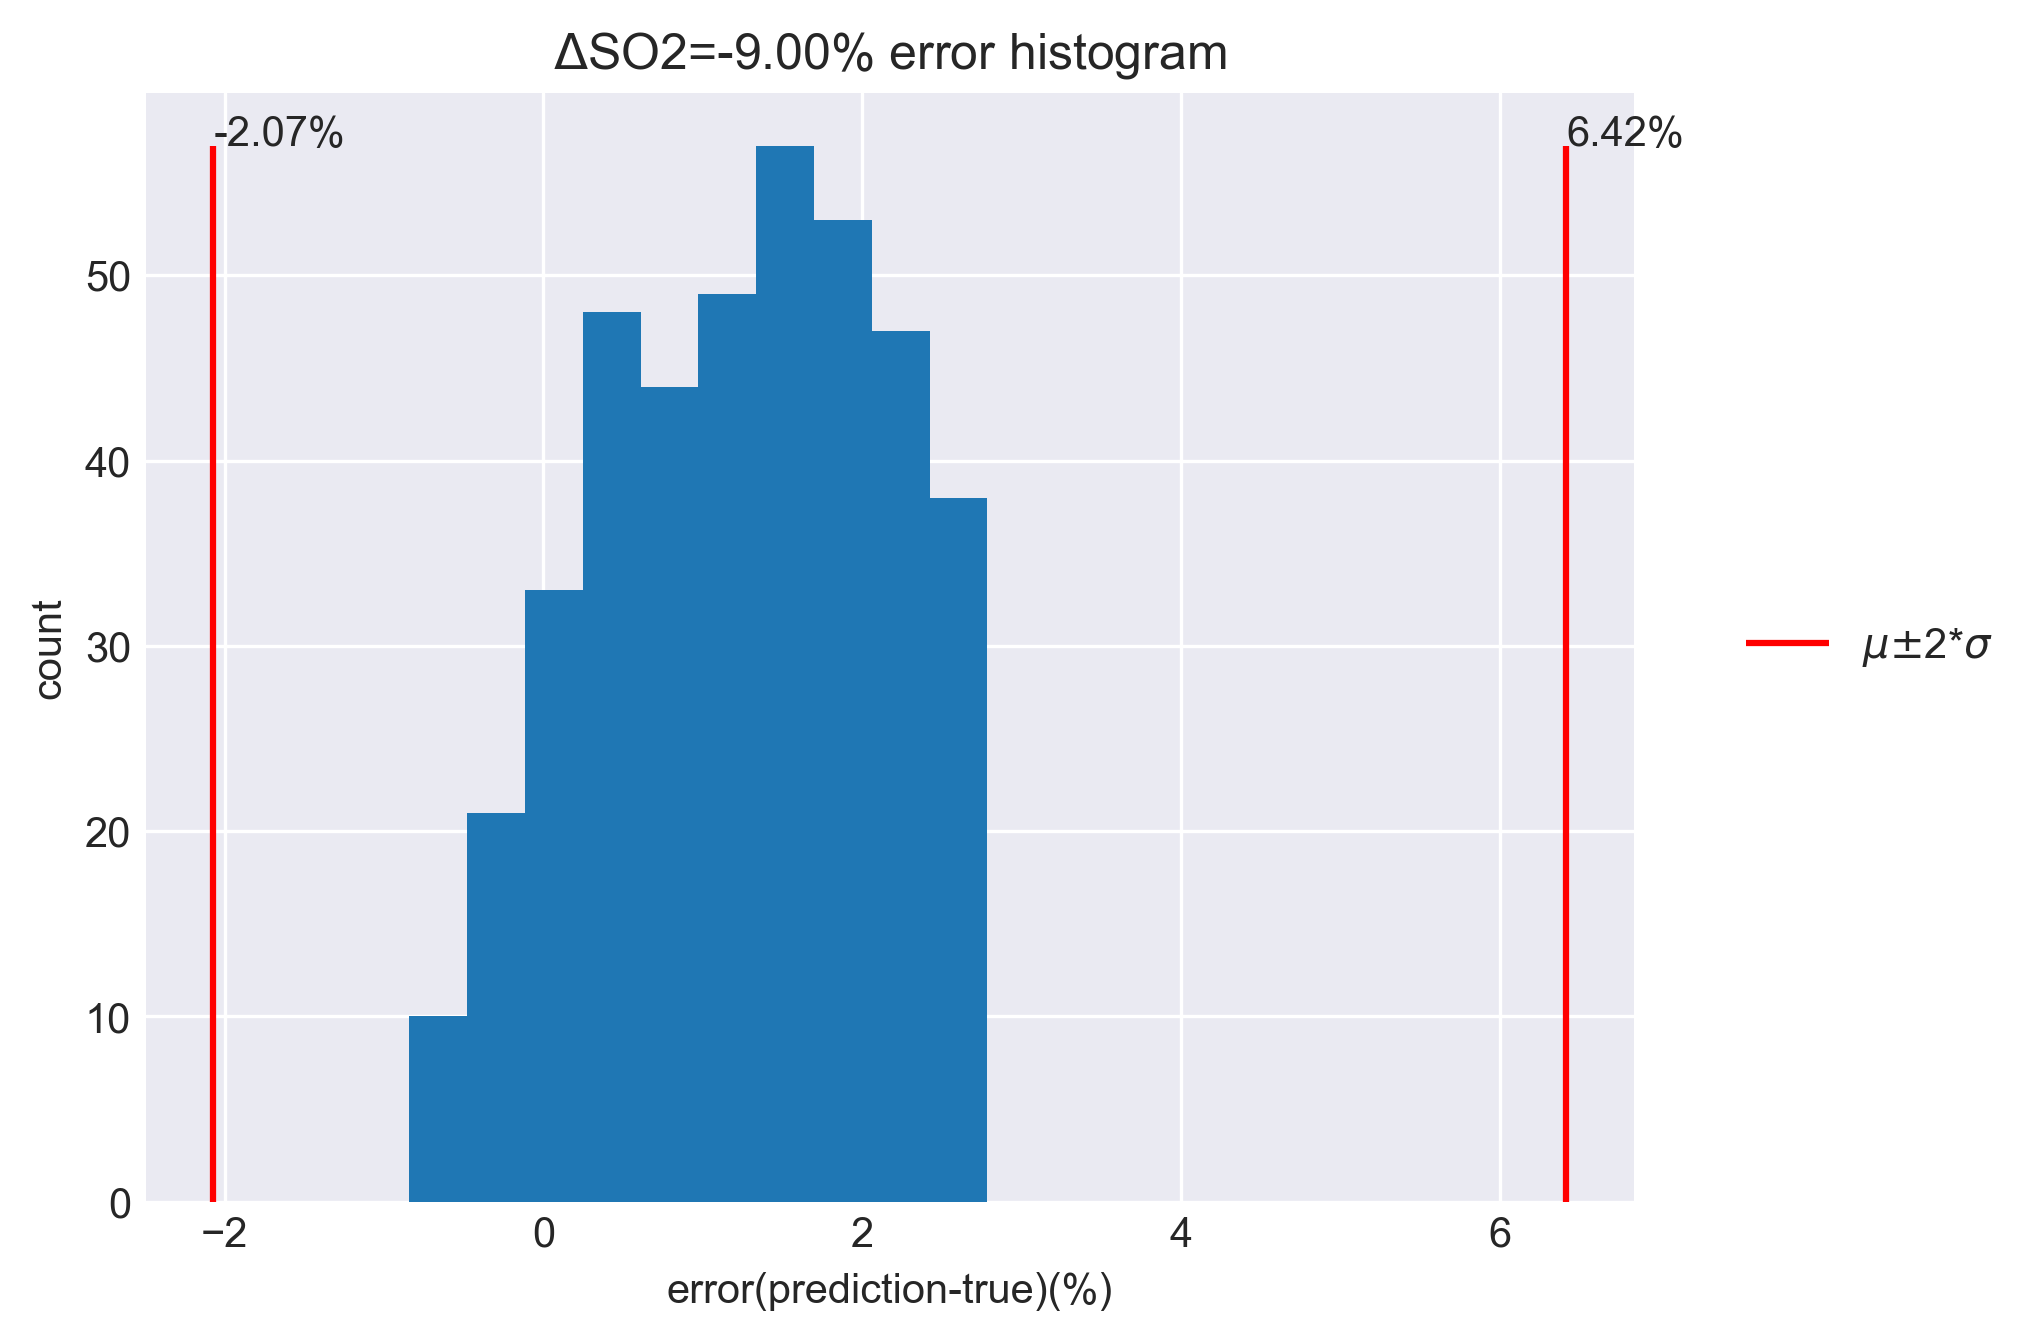 ΔSO2=-9.00% error histogram
-2.07%
6.42%
50
40
30
20
10
0
count
μ±2*σ
−2 0 2 4 6
error(prediction-true)(%)